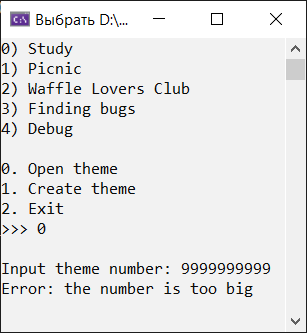 Выбрать D:\...
0) Study
1) Picnic
2) Waffle Lovers Club
3) Finding bugs
4) Debug
0. Open theme
1. Create theme
2. Exit
>>> 0
Input theme number: 9999999999
Error: the number is too big